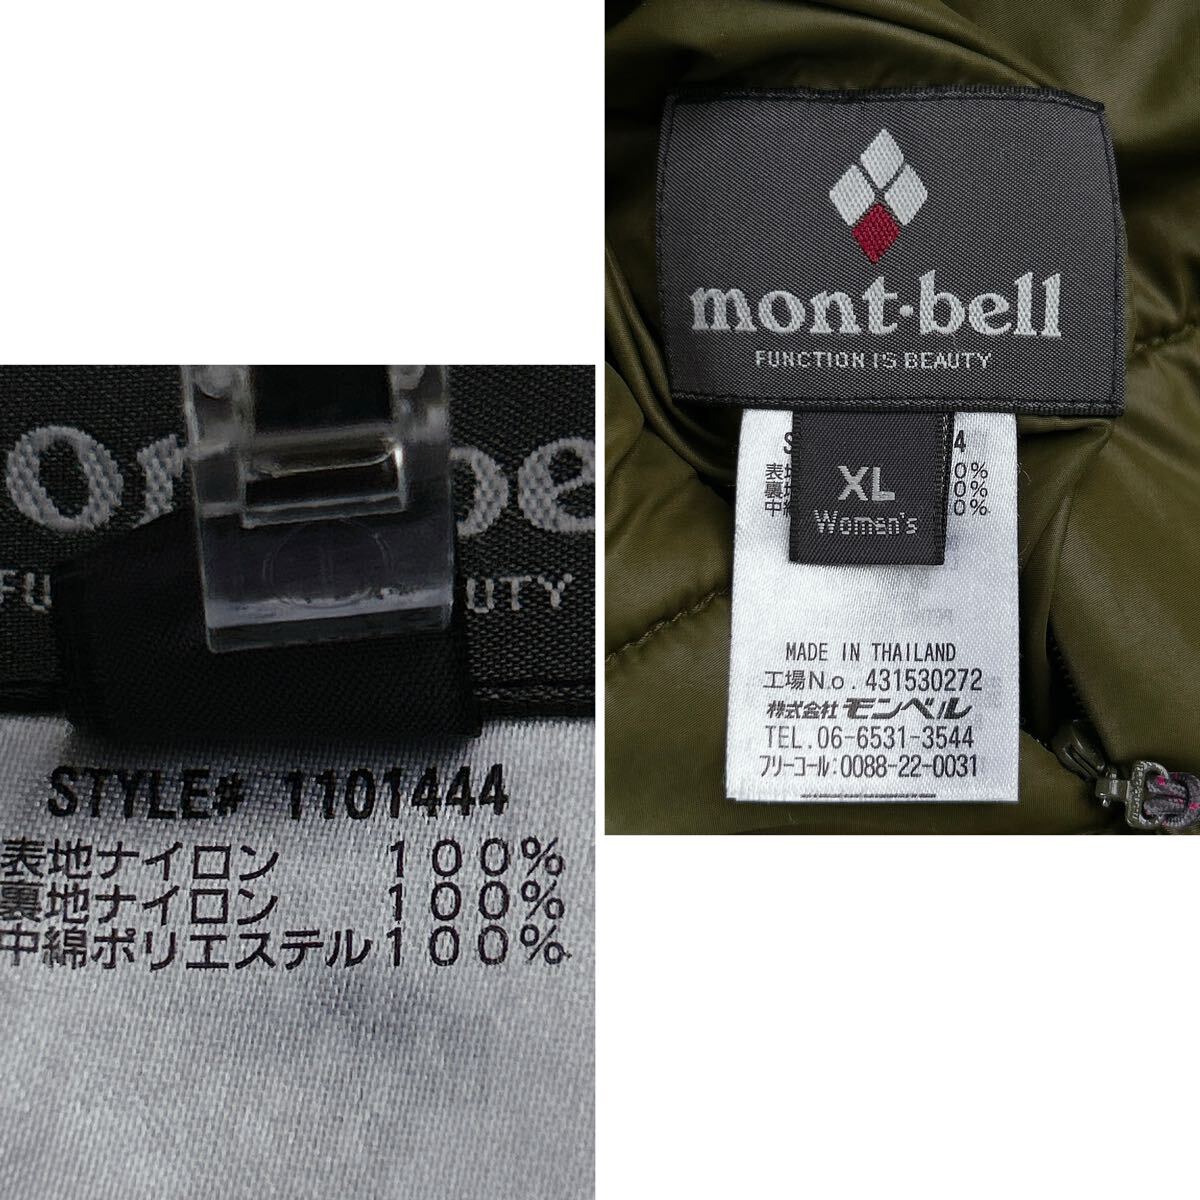 mont-bell
FUNCTION IS BEAUTY
XL
Women's
MADE IN THAILAND
工場No. 431530272
株式会社 モンベル
TEL. 06-6531-3544
フリーコール:0088-22-0031
STYLE# 1101444
表地ナイロン 100%
裏地ナイロン 100%
中綿ポリエステル 100%